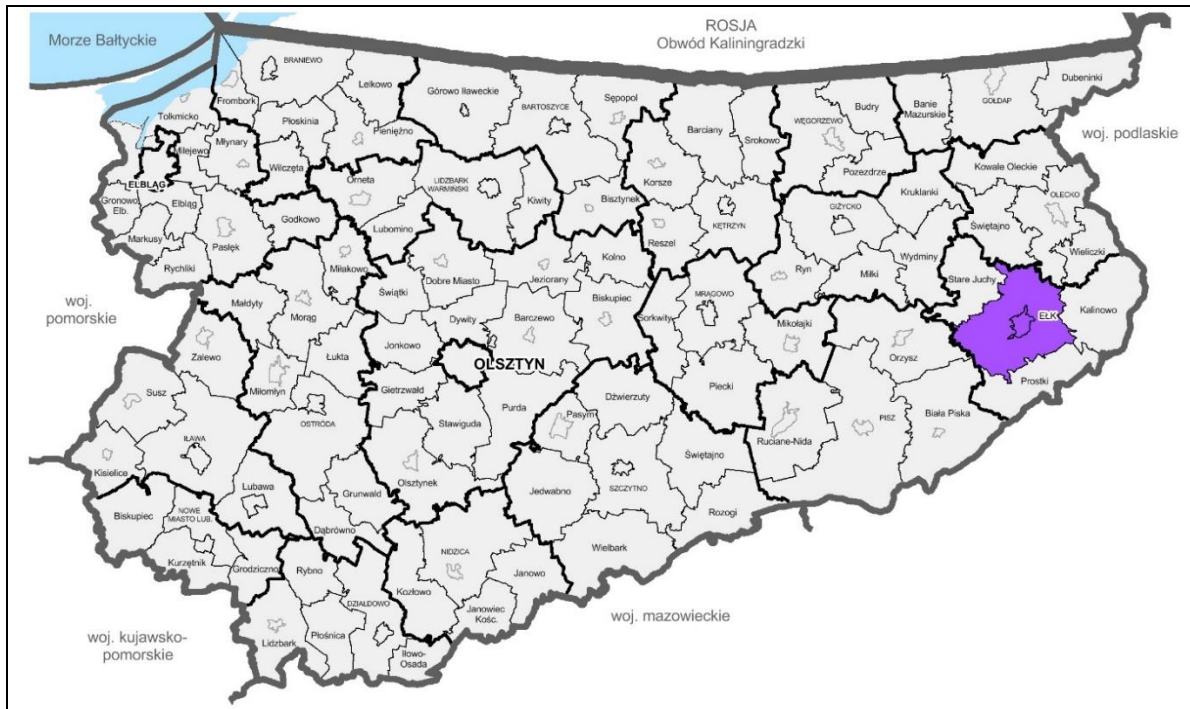 Morze Bałtyckie
ROSJA
Obwód Kaliningradzki
woj. podlaskie
woj. pomorskie
woj. kujawsko-
pomorskie
woj. mazowieckie
BRANIEWO
Lelkowo
Frombork
Płoskinia
Pieniężno
Wilczęta
Tolkmicko
Milejewo
Młynary
ELBLĄG
Gronowo
Elb.
Elbląg
Markusy
Pasłęk
Rychliki
Godkowo
Górowo Iławeckie
BARTOSZYCE
Sępopol
Bisztynek
Orneta
LIDZBARK
WARMIŃSKI
Kiwity
Lubomino
Barciany
Srokowo
Korsze
KĘTRZYN
Reszel
WĘGORZEWO
Budry
Pozezdrze
Banie
Mazurskie
GOŁDAP
Dubeninki
Kowale Oleckie
OLECKO
Świętajno
Wieliczki
Kruklanki
GIŻYCKO
Wydminy
Ryn
Miłki
Stare Juchy
EŁK
Kalinowo
Prostki
Miłakowo
Małdyty
Morąg
Łukta
Miłomłyn
OSTRÓDA
Grunwald
Dąbrówno
Świątki
Dobre Miasto
Jeziorany
Kolno
Biskupiec
Dywity
Barczewo
Jonkowo
OLSZTYN
Gietrzwałd
Purda
Stawiguda
Olsztynek
MRĄGOWO
Sorkwity
Mikołajki
Piecki
Orzysz
PISZ
Biała Piska
Ruciane-Nida
Dźwierzuty
Pasym
Świętajno
SZCZYTNO
Jedwabno
Rozogi
Wielbark
Zalewo
Susz
IŁAWA
Kisielice
Lubawa
Biskupiec
NOWE
MIASTO LUB.
Kurzętnik
Grodziczno
Rybno
DZIAŁDOWO
Lidzbark
Płośnica
Iłowo-
Osada
NIDZICA
Kozłowo
Janowo
Janowiec
Kośc.